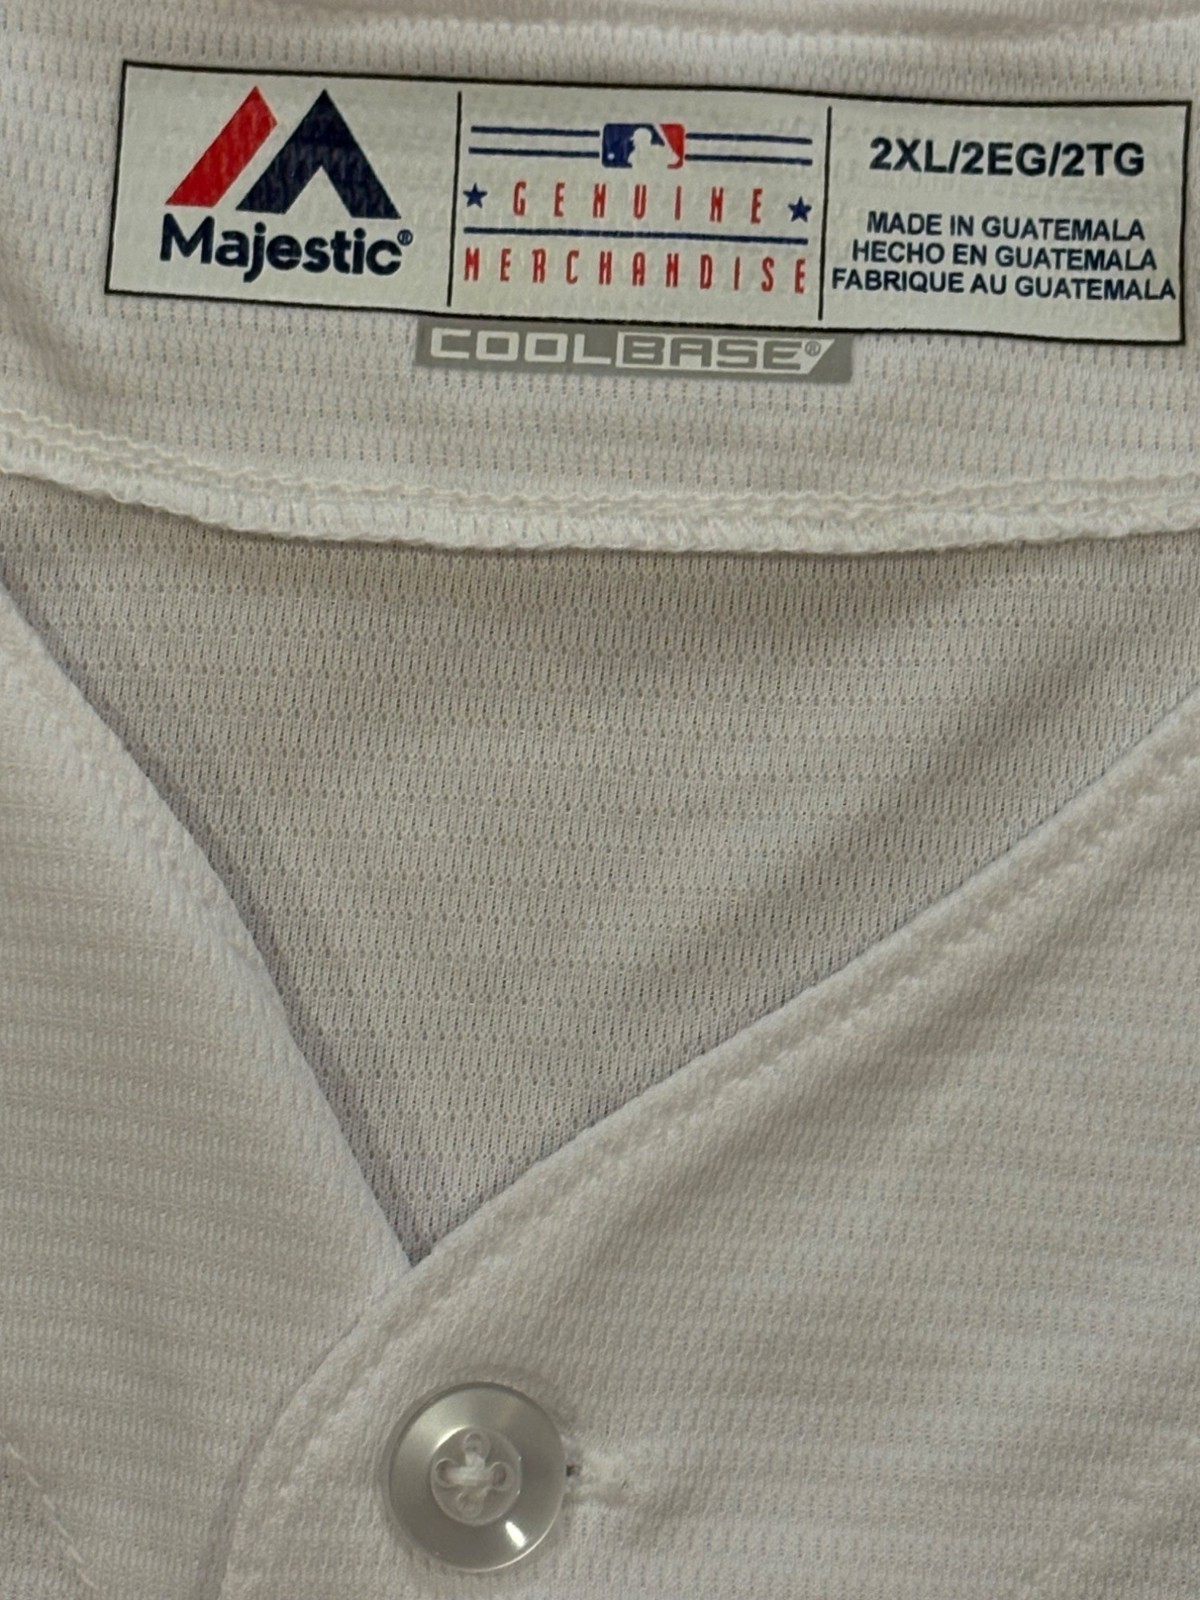 Majestic®
GENUINE
MERCHANDISE
2XL/2EG/2TG
MADE IN GUATEMALA
HECHO EN GUATEMALA
FABRIQUE AU GUATEMALA
COOLBASE®